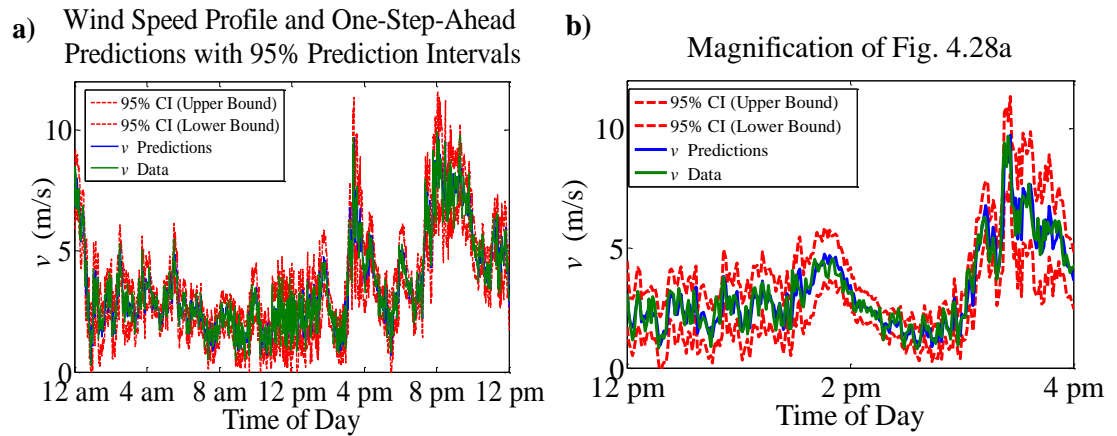 a)
Wind Speed Profile and One-Step-Ahead
Predictions with 95% Prediction Intervals
95% CI (Upper Bound)
95% CI (Lower Bound)
v Predictions
v Data
10
5
0
v (m/s)
12 am 4 am 8 am 12 pm 4 pm 8 pm 12 pm
Time of Day
b)
Magnification of Fig. 4.28a
95% CI (Upper Bound)
95% CI (Lower Bound)
v Predictions
v Data
10
5
0
v (m/s)
12 pm 2 pm 4 pm
Time of Day